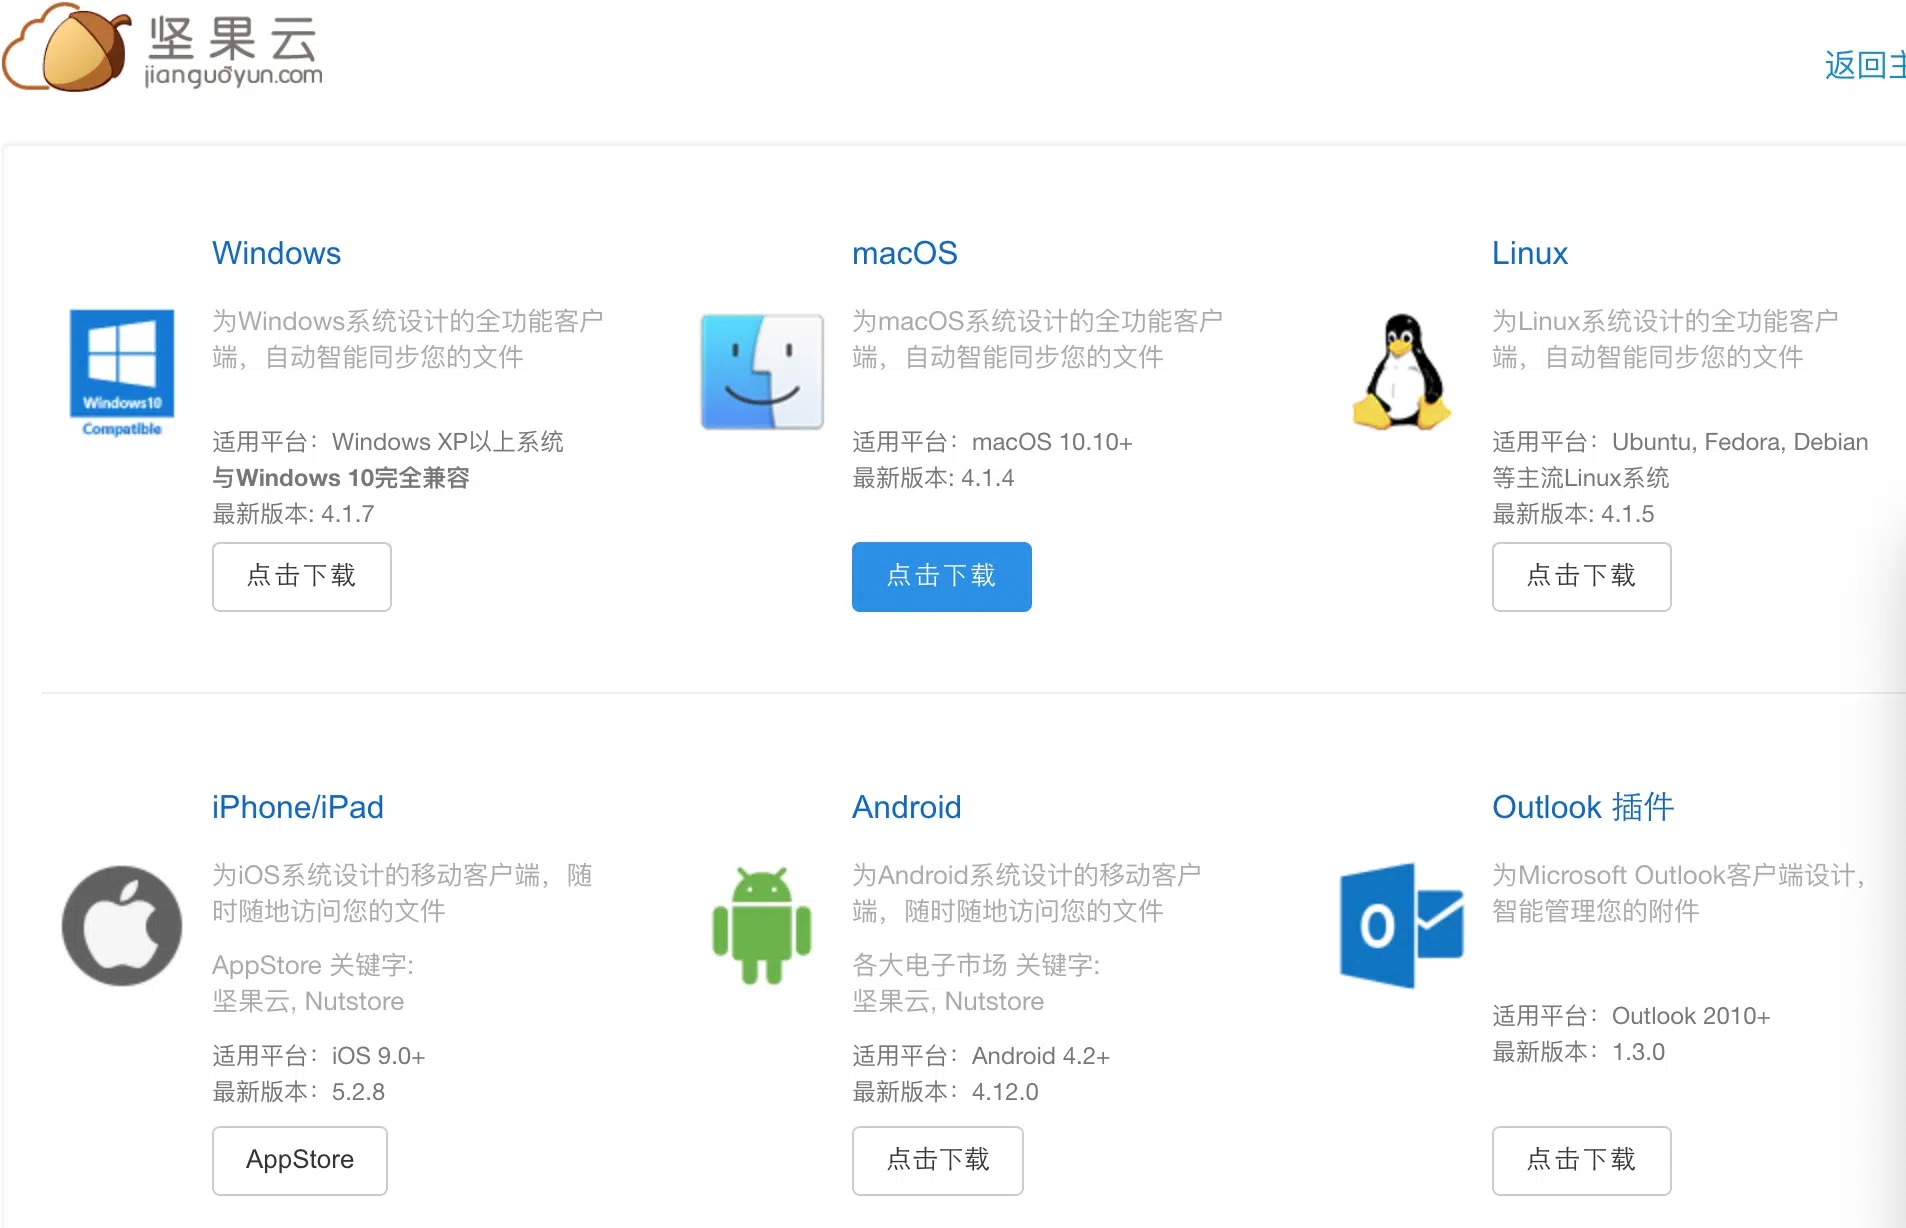 坚果云
jianguoyun.com
返回主
Windows
为Windows系统设计的全功能客户
端，自动智能同步您的文件
Windows10
Compatible
适用平台：Windows XP以上系统
与Windows 10完全兼容
最新版本: 4.1.7
点击下载
macOS
为macOS系统设计的全功能客户
端，自动智能同步您的文件
适用平台：macOS 10.10+
最新版本: 4.1.4
点击下载
Linux
为Linux系统设计的全功能客户
端，自动智能同步您的文件
适用平台：Ubuntu, Fedora, Debian
等主流Linux系统
最新版本: 4.1.5
点击下载
iPhone/iPad
为iOS系统设计的移动客户端，随
时随地访问您的文件
AppStore 关键字:
坚果云, Nutstore
适用平台：iOS 9.0+
最新版本：5.2.8
AppStore
Android
为Android系统设计的移动客户
端，随时随地访问您的文件
各大电子市场 关键字:
坚果云, Nutstore
适用平台：Android 4.2+
最新版本：4.12.0
点击下载
Outlook 插件
为Microsoft Outlook客户端设计，
智能管理您的附件
适用平台：Outlook 2010+
最新版本：1.3.0
点击下载